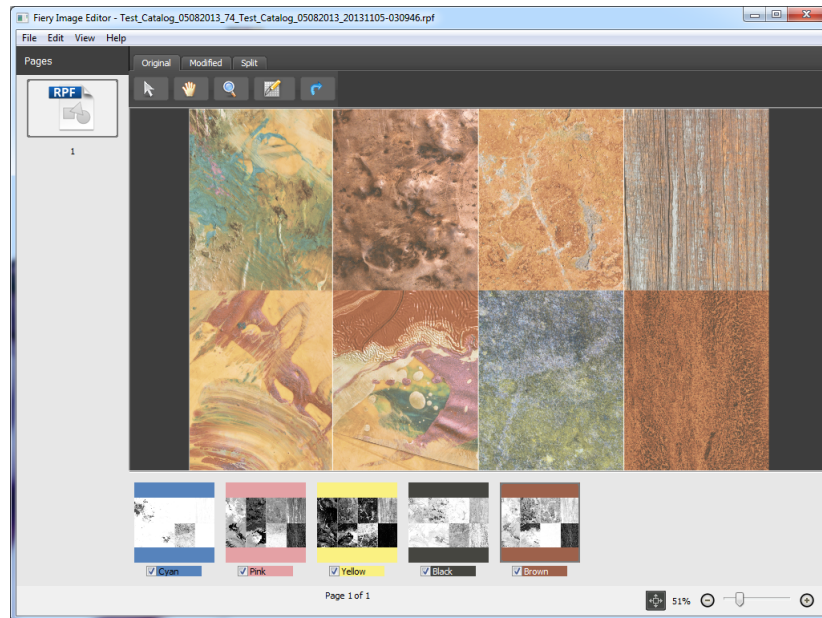 Fiery Image Editor - Test_Catalog_05082013_74_Test_Catalog_05082013_20131105-030946.rpf
File Edit View Help
Pages
Original Modified Split
RPF
1
Cyan Pink Yellow Black Brown
Page 1 of 1
51%